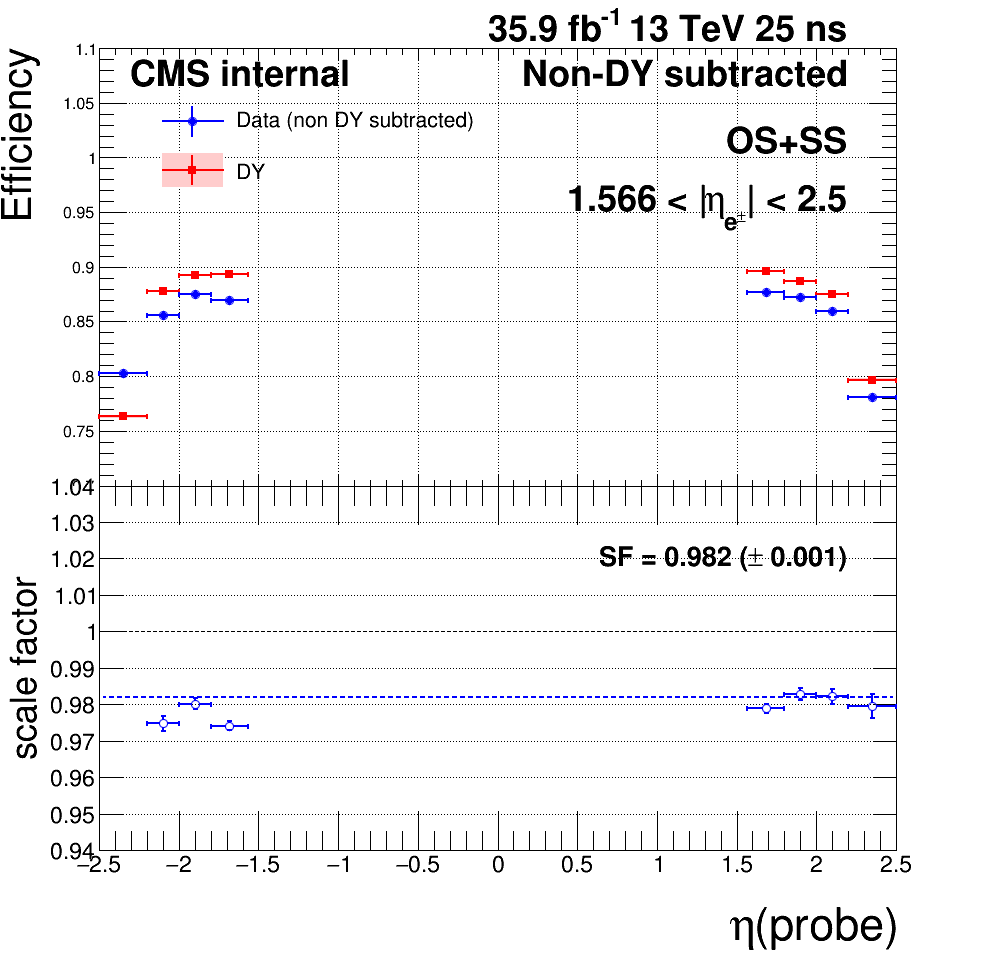 35.9 fb⁻¹ 13 TeV 25 ns
CMS internal
Non-DY subtracted
Data (non DY subtracted)
DY
OS+SS
1.566 < |η_e±| < 2.5
Efficiency
1.1
1.05
1
0.95
0.9
0.85
0.8
0.75
1.04
1.03
1.02
1.01
1
0.99
0.98
0.97
0.96
0.95
0.94
scale factor
SF = 0.982 (± 0.001)
−2.5 −2 −1.5 −1 −0.5 0 0.5 1 1.5 2 2.5
η(probe)